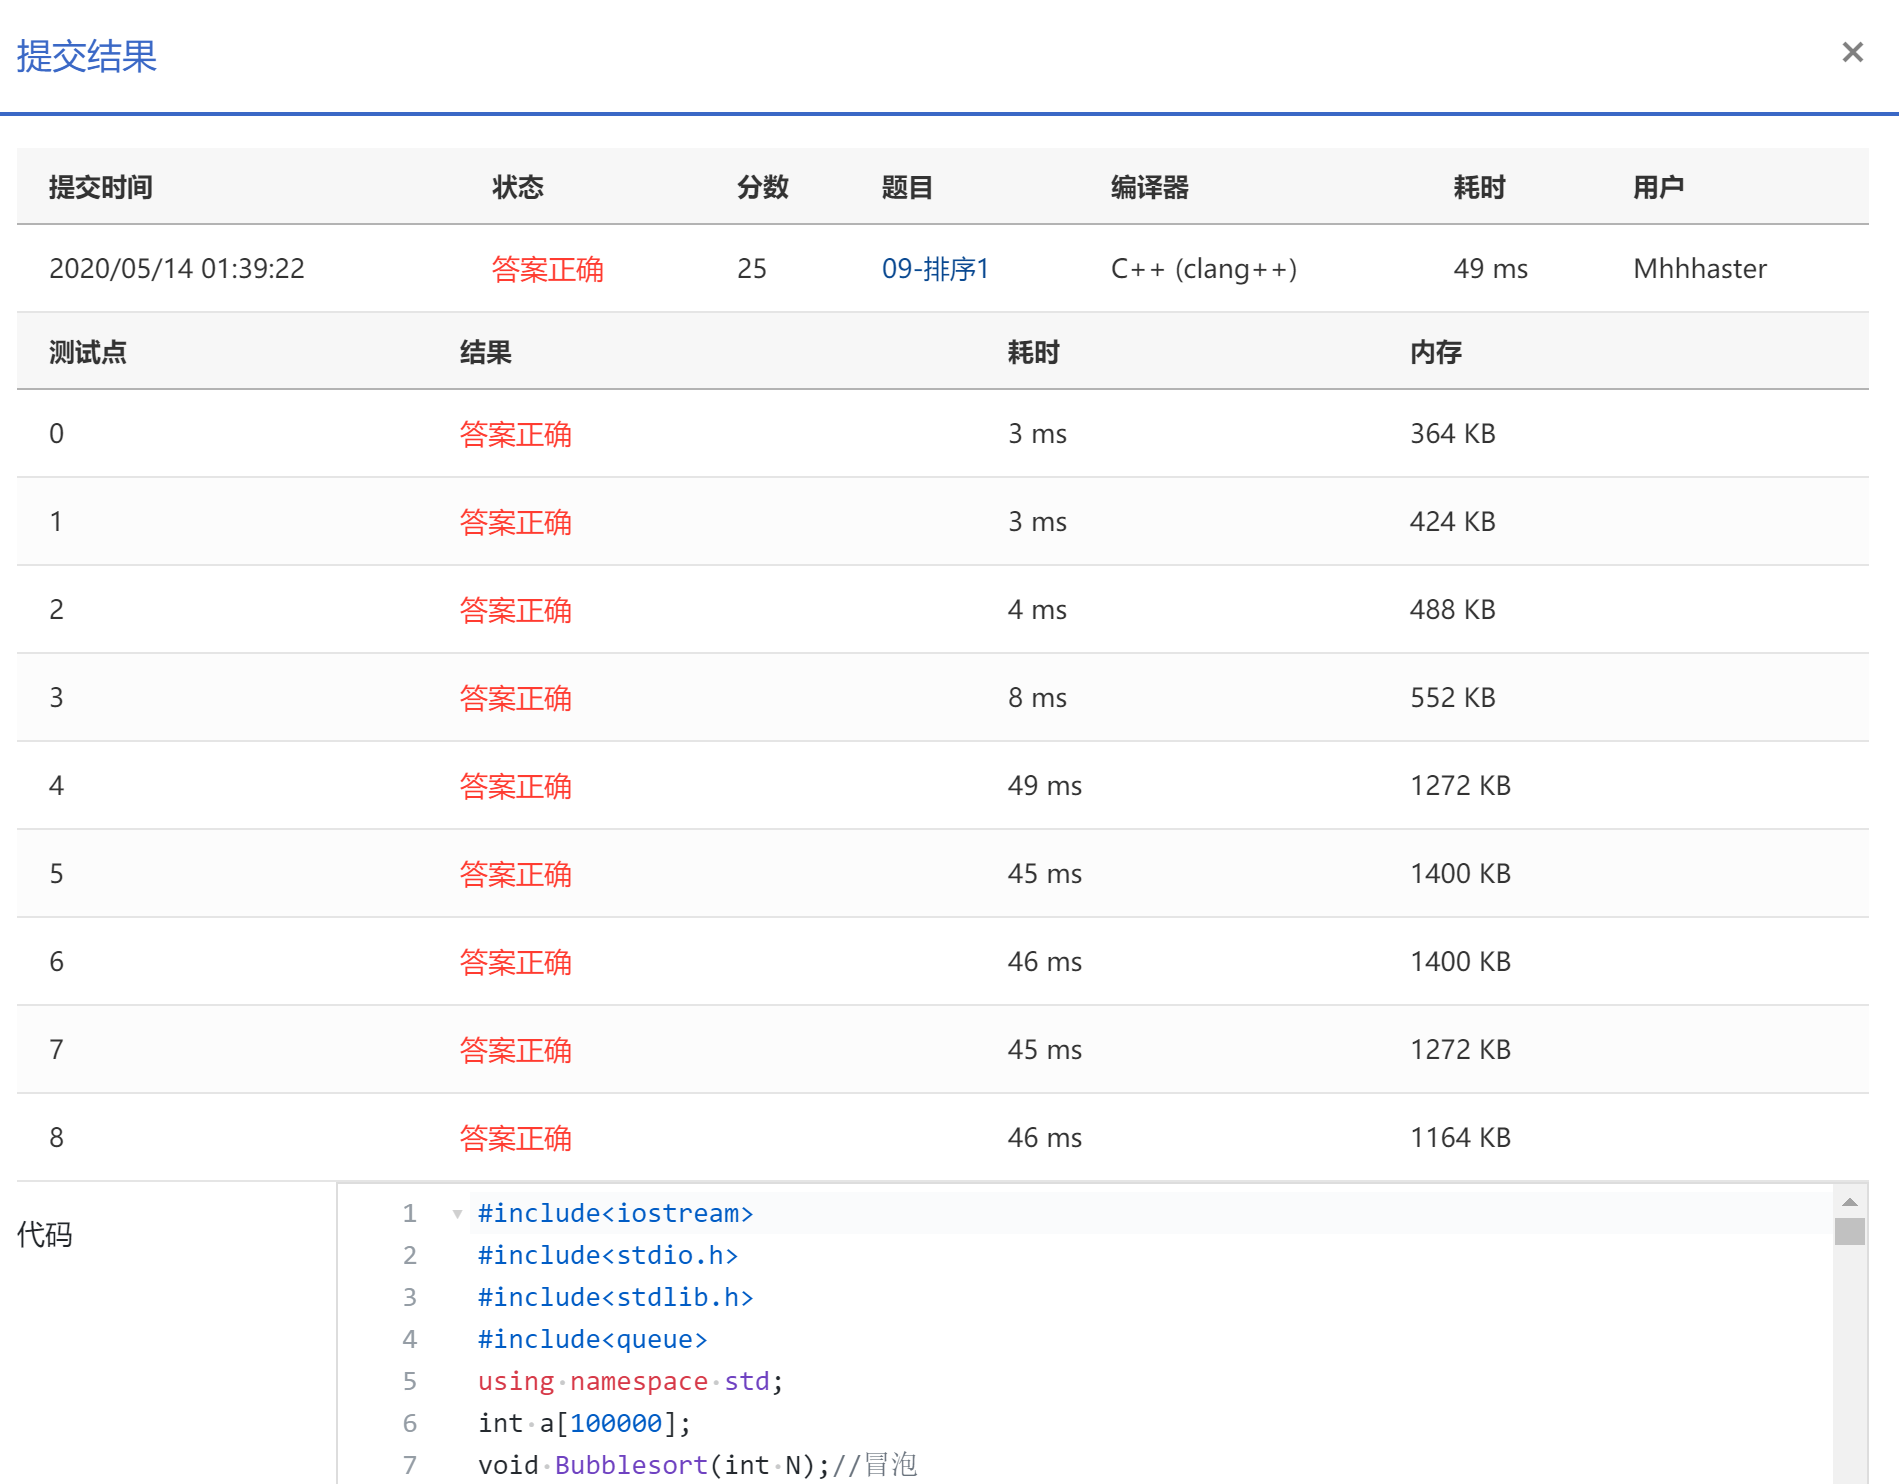 提交结果
×
提交时间 状态 分数 题目 编译器 耗时 用户
2020/05/14 01:39:22 答案正确 25 09-排序1 C++ (clang++) 49 ms Mhhhaster
测试点 结果 耗时 内存
0 答案正确 3 ms 364 KB
1 答案正确 3 ms 424 KB
2 答案正确 4 ms 488 KB
3 答案正确 8 ms 552 KB
4 答案正确 49 ms 1272 KB
5 答案正确 45 ms 1400 KB
6 答案正确 46 ms 1400 KB
7 答案正确 45 ms 1272 KB
8 答案正确 46 ms 1164 KB
代码
1 #include<iostream>
2 #include<stdio.h>
3 #include<stdlib.h>
4 #include<queue>
5 using·namespace·std;
6 int·a[100000];
7 void·Bubblesort(int·N);//冒泡